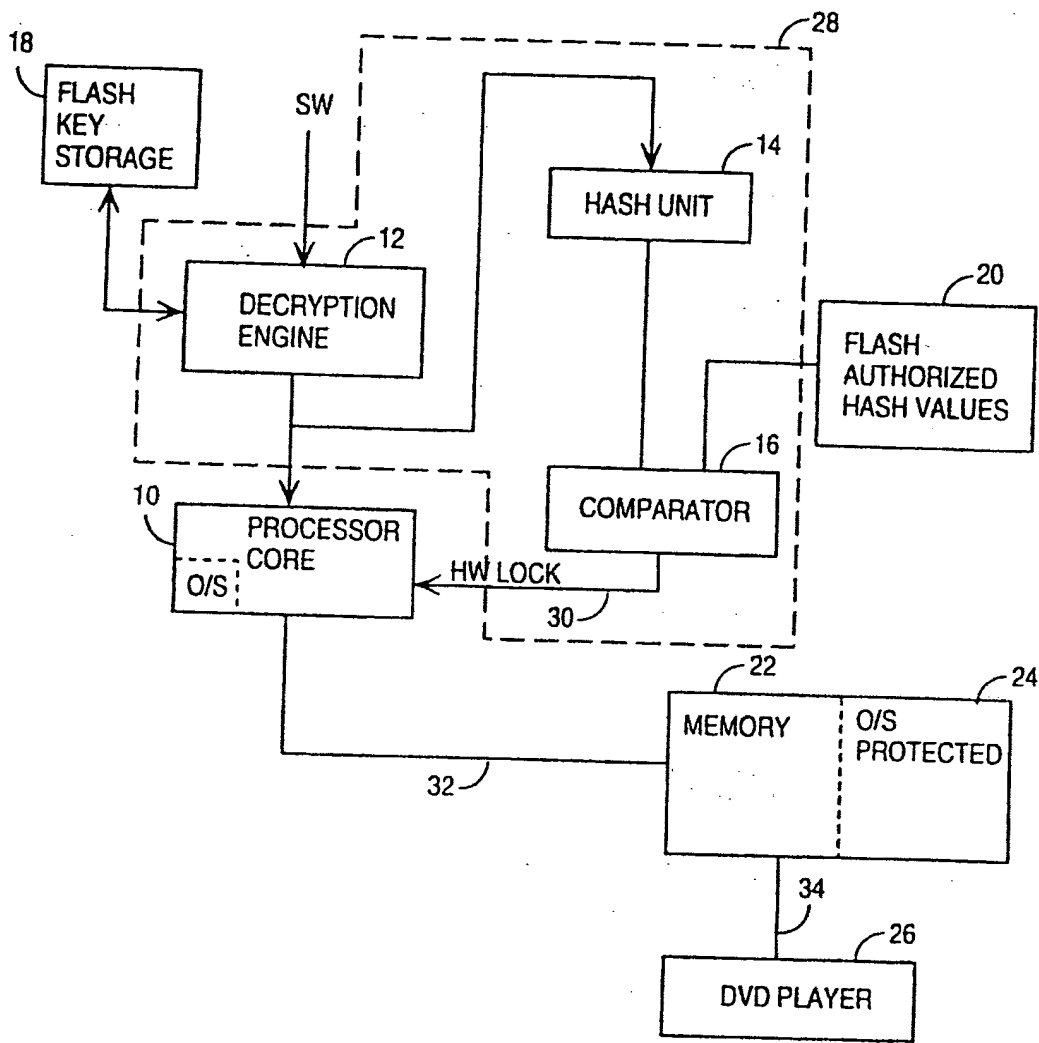 28
18
FLASH
KEY
STORAGE
SW
14
HASH UNIT
12
DECRYPTION
ENGINE
20
FLASH
AUTHORIZED
HASH VALUES
16
COMPARATOR
10
PROCESSOR
CORE
O/S
HW LOCK
30
22
24
MEMORY
O/S
PROTECTED
32
34
26
DVD PLAYER